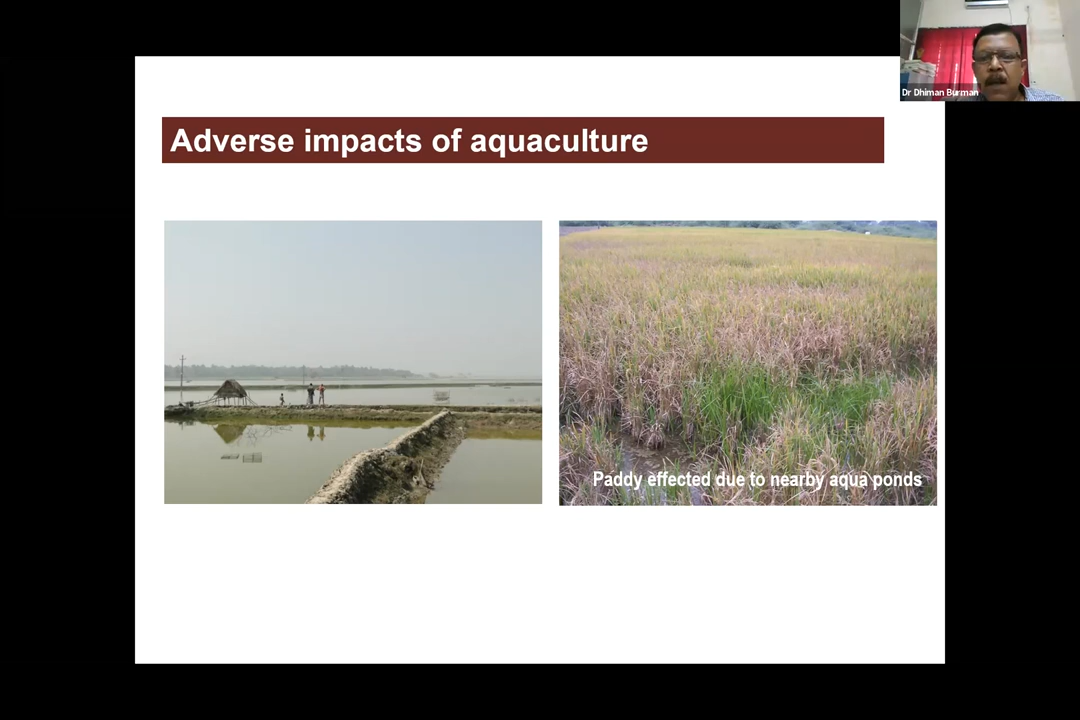 Dr Dhiman Burman
Adverse impacts of aquaculture
Paddy effected due to nearby aqua ponds